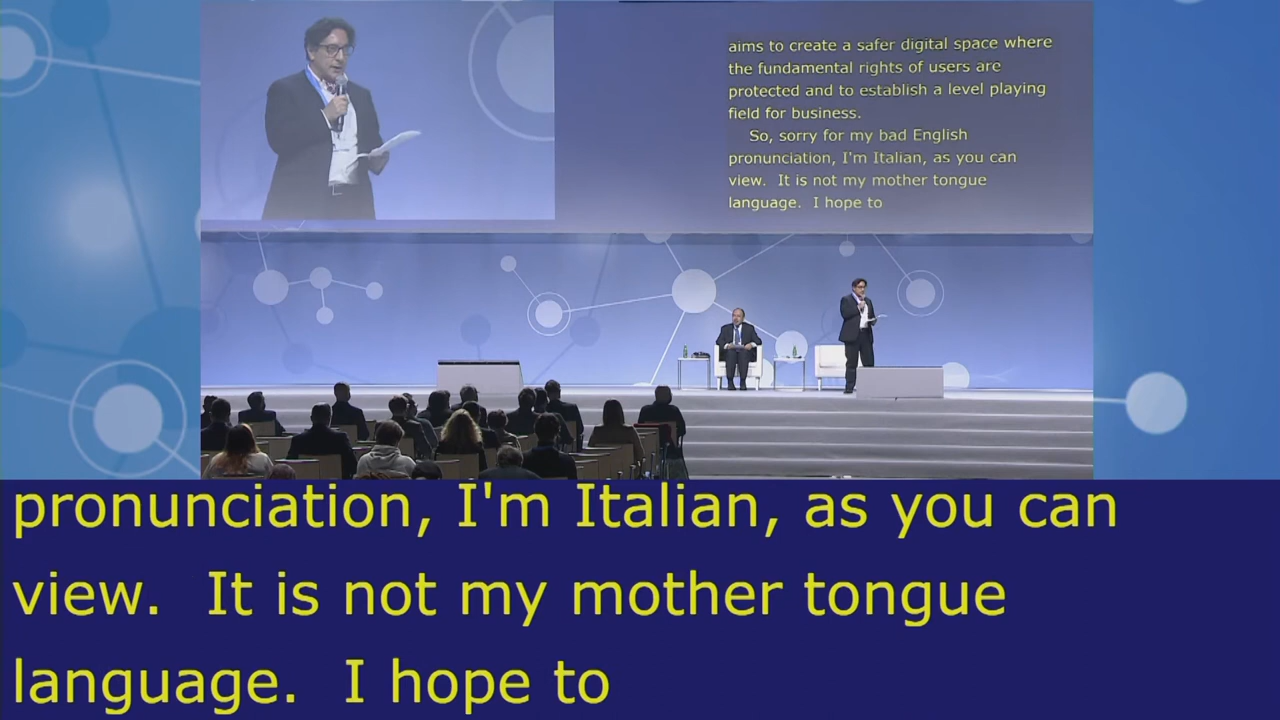 aims to create a safer digital space where
the fundamental rights of users are
protected and to establish a level playing
field for business.
So, sorry for my bad English
pronunciation, I'm Italian, as you can
view.  It is not my mother tongue
language.  I hope to
pronunciation, I'm Italian, as you can
view.  It is not my mother tongue
language.  I hope to